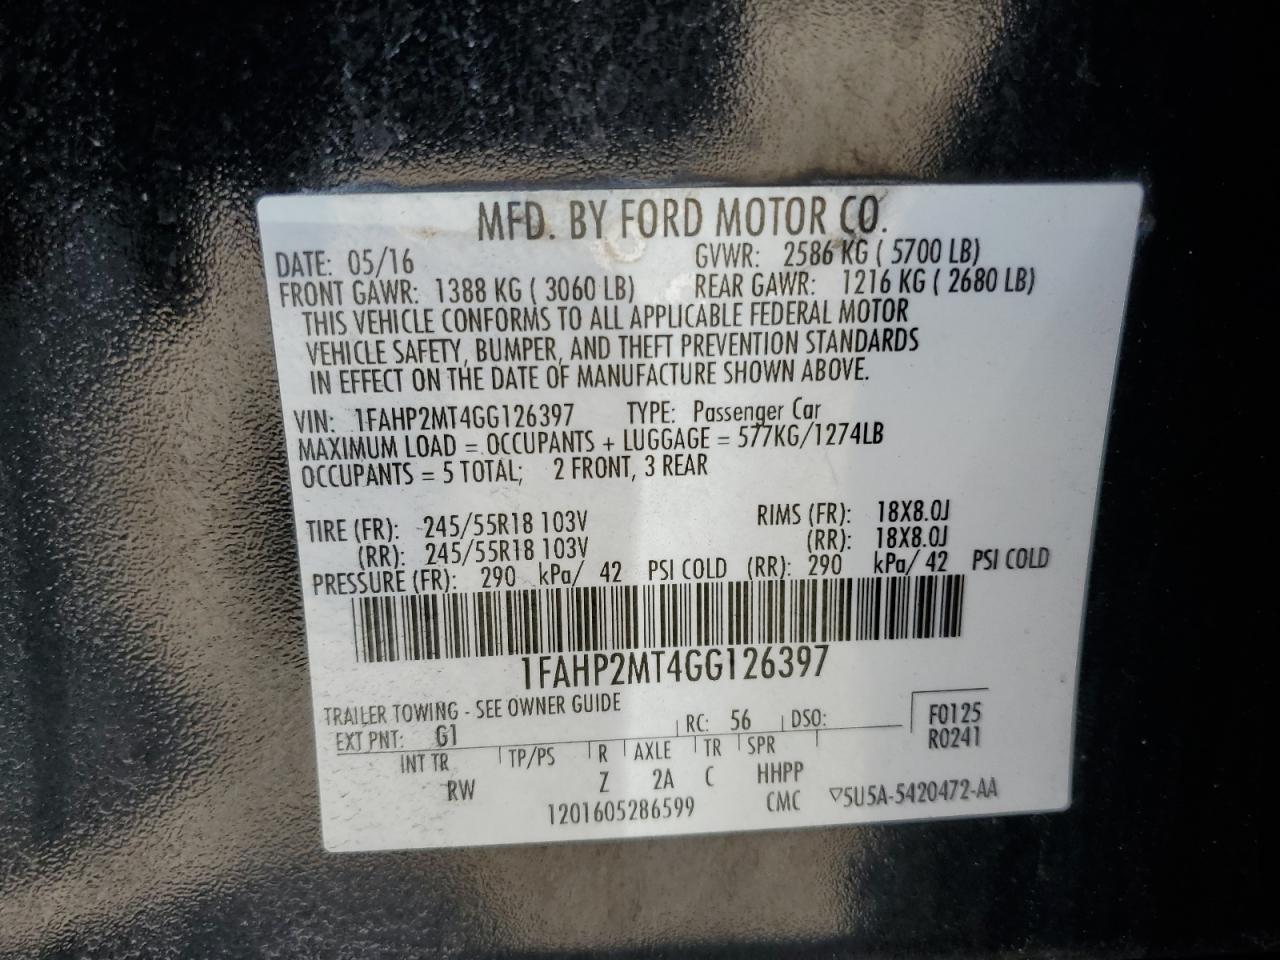 MFD. BY FORD MOTOR CO.
DATE: 05/16 GVWR: 2586 KG ( 5700 LB)
FRONT GAWR: 1388 KG ( 3060 LB) REAR GAWR: 1216 KG ( 2680 LB)
THIS VEHICLE CONFORMS TO ALL APPLICABLE FEDERAL MOTOR
VEHICLE SAFETY, BUMPER, AND THEFT PREVENTION STANDARDS
IN EFFECT ON THE DATE OF MANUFACTURE SHOWN ABOVE.
VIN: 1FAHP2MT4GG126397 TYPE: Passenger Car
MAXIMUM LOAD = OCCUPANTS + LUGGAGE = 577KG/1274LB
OCCUPANTS = 5 TOTAL; 2 FRONT, 3 REAR
TIRE (FR): 245/55R18 103V RIMS (FR): 18X8.0J
(RR): 245/55R18 103V (RR): 18X8.0J
PRESSURE (FR): 290 kPa/ 42 PSI COLD (RR): 290 kPa/ 42 PSI COLD
1FAHP2MT4GG126397
TRAILER TOWING - SEE OWNER GUIDE
EXT PNT: G1 RC: 56 DSO: F0125
R0241
INT TR TP/PS R AXLE TR SPR
RW Z 2A C HHPP
1201605286599 CMC ▽5U5A-5420472-AA